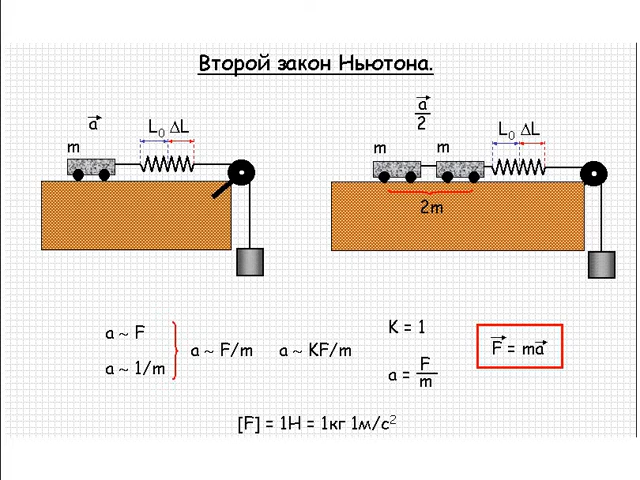 Второй закон Ньютона.
a
L0 ΔL
m
a
2
L0 ΔL
m m
2m
a ~ F
a ~ 1/m
a ~ F/m a ~ KF/m
K = 1
a = F
m
F = ma
[F] = 1Н = 1кг 1м/с2